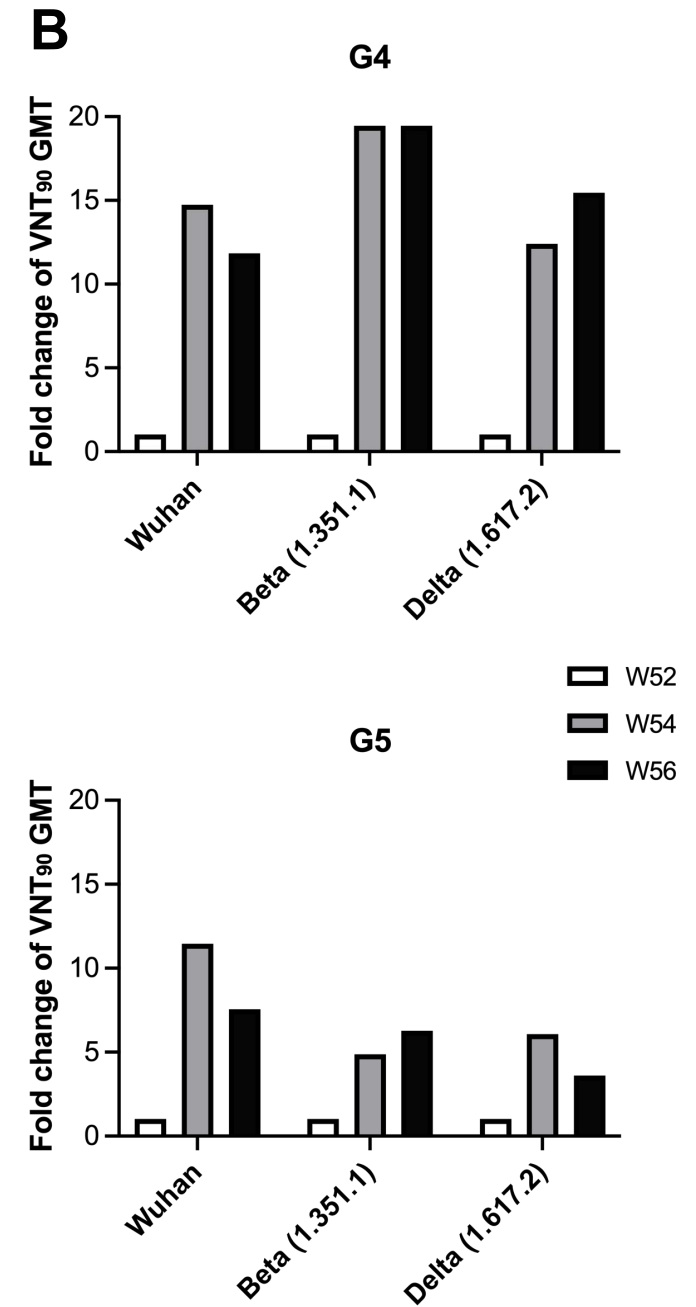 B
G4
Fold change of VNT90 GMT
20
15
10
5
0
Wuhan
Beta (1.351.1)
Delta (1.617.2)
W52
W54
W56
G5
Fold change of VNT90 GMT
20
15
10
5
0
Wuhan
Beta (1.351.1)
Delta (1.617.2)